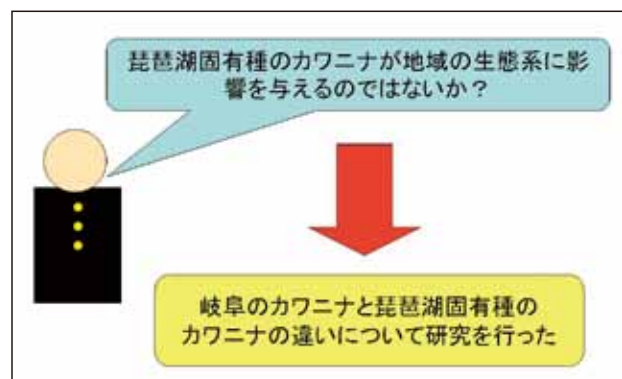 琵琶湖固有種のカワニナが地域の生態系に影
響を与えるのではないか？
岐阜のカワニナと琵琶湖固有種の
カワニナの違いについて研究を行った